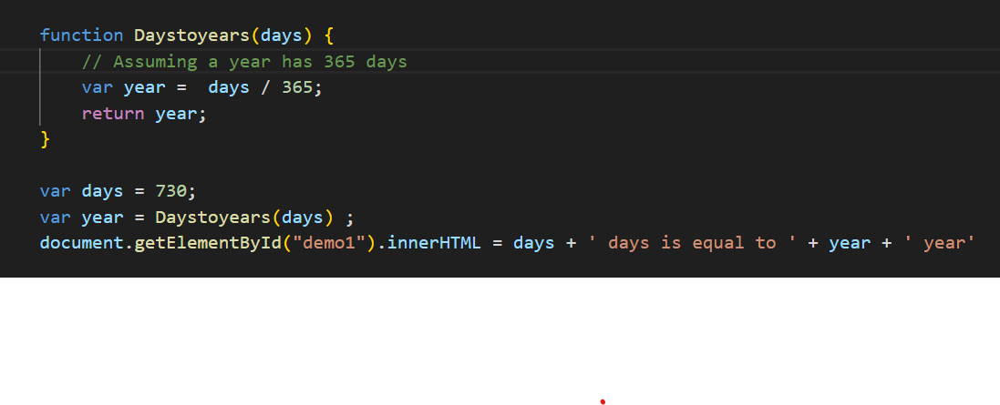 function Daystoyears(days) {
    // Assuming a year has 365 days
    var year =  days / 365;
    return year;
}
var days = 730;
var year = Daystoyears(days) ;
document.getElementById("demo1").innerHTML = days + ' days is equal to ' + year + ' year'